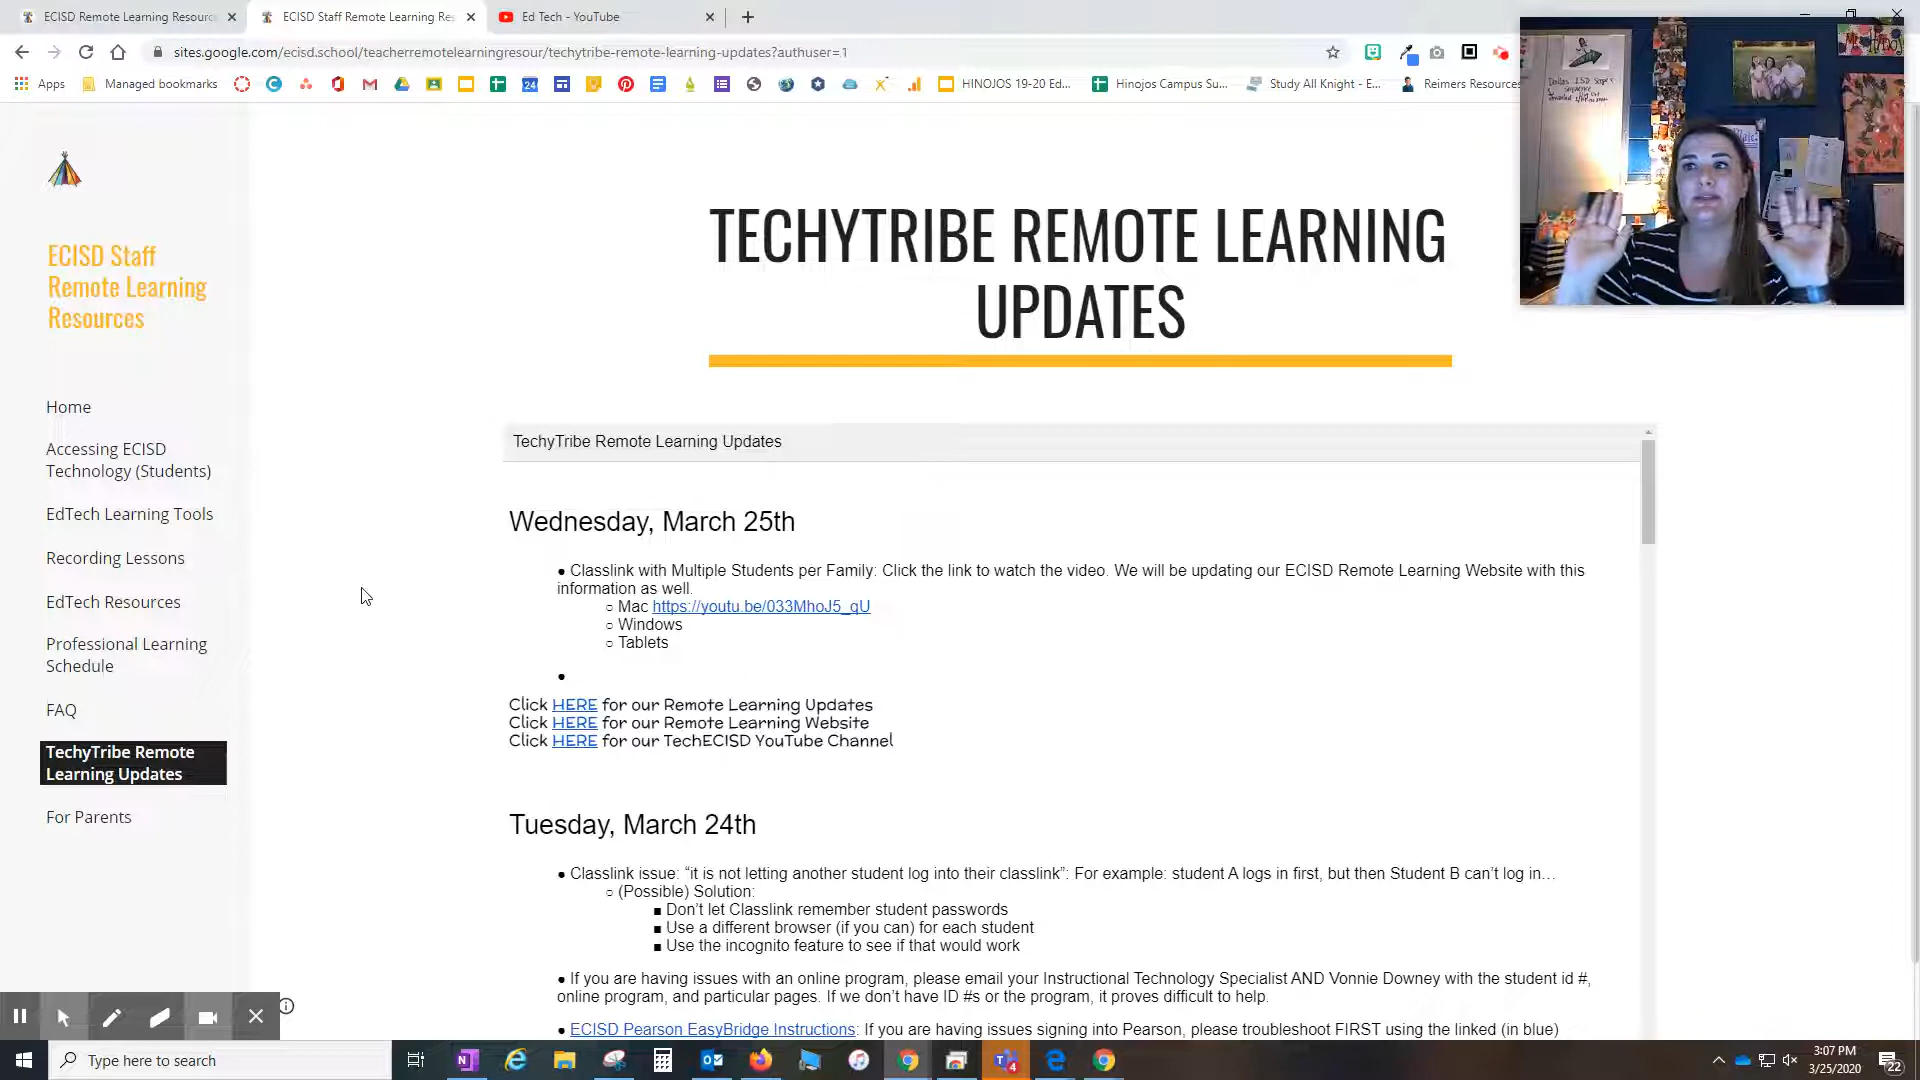 ECISD Remote Learning Resourc
ECISD Staff Remote Learning Res
Ed Tech - YouTube
sites.google.com/ecisd.school/teacherremotelearningresour/techytribe-remote-learning-updates?authuser=1
Apps
Managed bookmarks
24
HINOJOS 19-20 Ed...
Hinojos Campus Su...
Study All Knight - E...
Reimers Resources
ECISD Staff
Remote Learning
Resources
Home
Accessing ECISD
Technology (Students)
EdTech Learning Tools
Recording Lessons
EdTech Resources
Professional Learning
Schedule
FAQ
TechyTribe Remote
Learning Updates
For Parents
TECHYTRIBE REMOTE LEARNING
UPDATES
TechyTribe Remote Learning Updates
Wednesday, March 25th
● Classlink with Multiple Students per Family: Click the link to watch the video. We will be updating our ECISD Remote Learning Website with this
information as well.
○ Mac https://youtu.be/033MhoJ5_qU
○ Windows
○ Tablets
●
Click HERE for our Remote Learning Updates
Click HERE for our Remote Learning Website
Click HERE for our TechECISD YouTube Channel
Tuesday, March 24th
● Classlink issue: “it is not letting another student log into their classlink”: For example: student A logs in first, but then Student B can’t log in…
○ (Possible) Solution:
■ Don’t let Classlink remember student passwords
■ Use a different browser (if you can) for each student
■ Use the incognito feature to see if that would work
● If you are having issues with an online program, please email your Instructional Technology Specialist AND Vonnie Downey with the student id #,
online program, and particular pages. If we don’t have ID #s or the program, it proves difficult to help.
● ECISD Pearson EasyBridge Instructions: If you are having issues signing into Pearson, please troubleshoot FIRST using the linked (in blue)
Type here to search
4
3:07 PM
3/25/2020
22